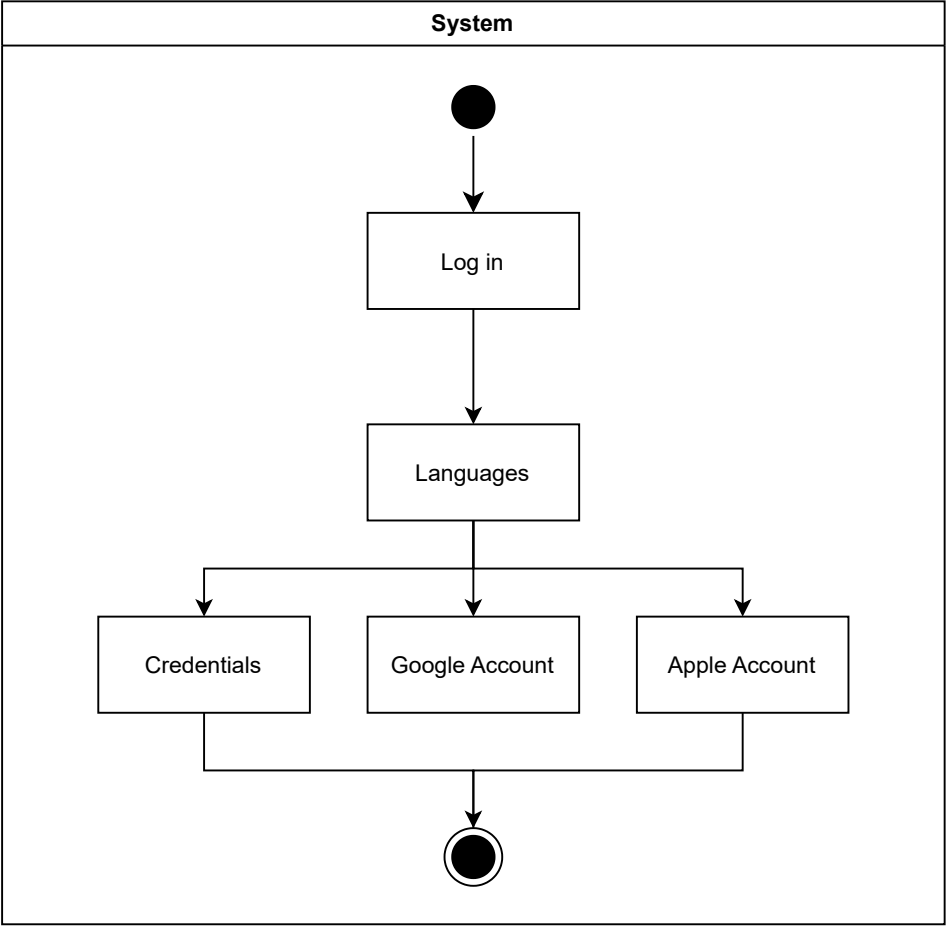 System
Log in
Languages
Credentials
Google Account
Apple Account